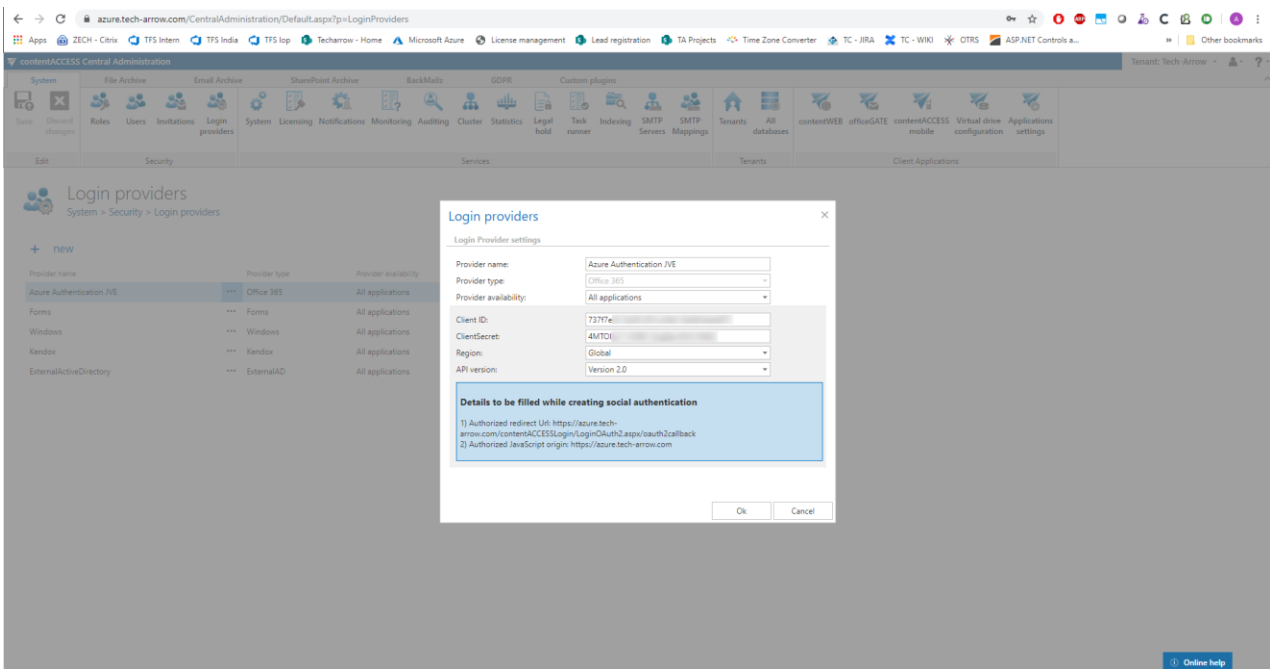 azure.tech-arrow.com/CentralAdministration/Default.aspx?p=LoginProviders
Apps ZECH - Citrix TFS Intern TFS India TFS lop Techarrow - Home Microsoft Azure License management Lead registration TA Projects Time Zone Converter TC - JIRA TC - WIKI OTRS ASP.NET Controls a... » Other bookmarks
contentACCESS Central Administration Tenant: Tech-Arrow ?
System File Archive Email Archive SharePoint Archive BackMailz GDPR Custom plugins
Save Discard changes Roles Users Invitations Login providers System Licensing Notifications Monitoring Auditing Cluster Statistics Legal hold Task runner Indexing SMTP Servers SMTP Mappings Tenants All databases contentWEB officeGATE contentACCESS mobile Virtual drive configuration Applications settings
Edit Security Services Tenants Client Applications
Login providers
System > Security > Login providers
+ new
Provider name Provider type Provider availability
Azure Authentication JVE ••• Office 365 All applications
Forms ••• Forms All applications
Windows ••• Windows All applications
Kendox ••• Kendox All applications
ExternalActiveDirectory ••• ExternalAD All applications
Login providers ×
Login Provider settings
Provider name: Azure Authentication JVE
Provider type: Office 365
Provider availability: All applications
Client ID: 737f7e
ClientSecret: 4MTOI
Region: Global
API version: Version 2.0
Details to be filled while creating social authentication
1) Authorized redirect Url: https://azure.tech-
arrow.com/contentACCESSLogin/LoginOAuth2.aspx/oauth2callback
2) Authorized JavaScript origin: https://azure.tech-arrow.com
Ok Cancel
Online help